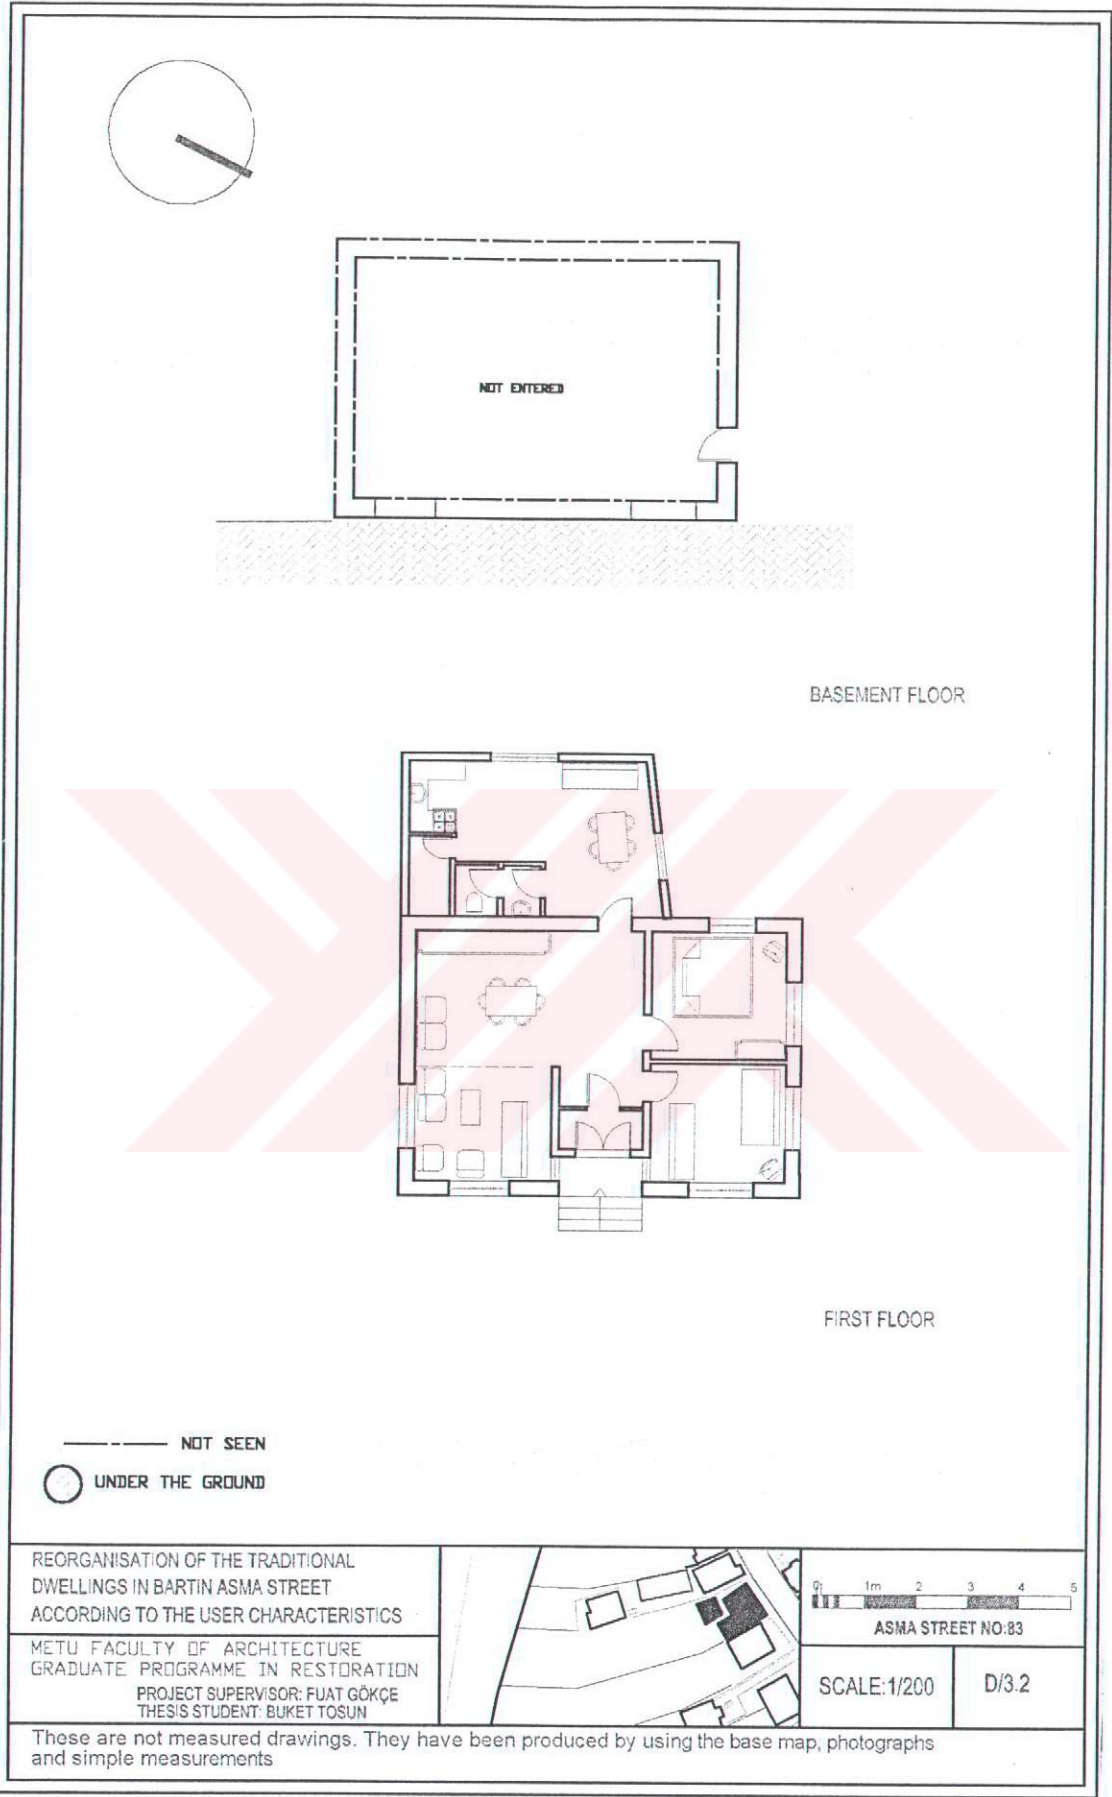 NOT ENTERED
BASEMENT FLOOR
FIRST FLOOR
NOT SEEN
UNDER THE GROUND
REORGANISATION OF THE TRADITIONAL
DWELLINGS IN BARTIN ASMA STREET
ACCORDING TO THE USER CHARACTERISTICS
METU FACULTY OF ARCHITECTURE
GRADUATE PROGRAMME IN RESTORATION
PROJECT SUPERVISOR: FUAT GÖKÇE
THESIS STUDENT: BUKET TOSUN
0 1m 2 3 4 5
ASMA STREET NO:83
SCALE:1/200
D/3.2
These are not measured drawings. They have been produced by using the base map, photographs
and simple measurements